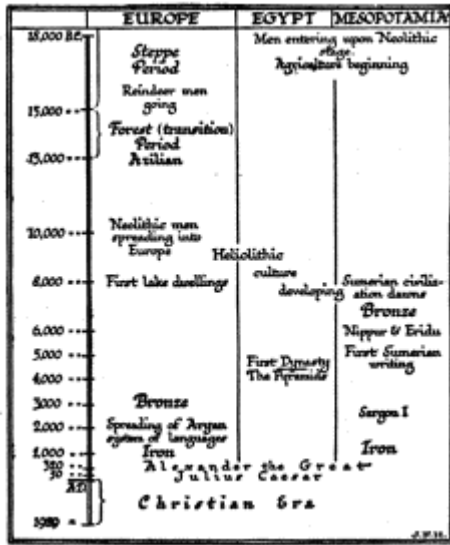 EUROPE EGYPT MESOPOTAMIA
18,000 B.C.
Steppe
Period
Men entering upon Neolithic
stage.
Agriculture beginning
Reindeer men
going
15,000
Forest (transition)
Period
13,000
Azilian
10,000
Neolithic men
spreading into
Europe
Heliolithic
culture
developing
8,000
First lake dwellings
Sumerian civiliz-
ation dawns
Bronze
6,000
Nippur & Eridu
5,000
First Sumerian
writing
4,000
First Dynasty
The Pyramids
3,000
Bronze
Sargon I
2,000
Spreading of Aryan
system of languages
1,000
Iron
Iron
Alexander the Great
Julius Caesar
A.D.
Christian Era